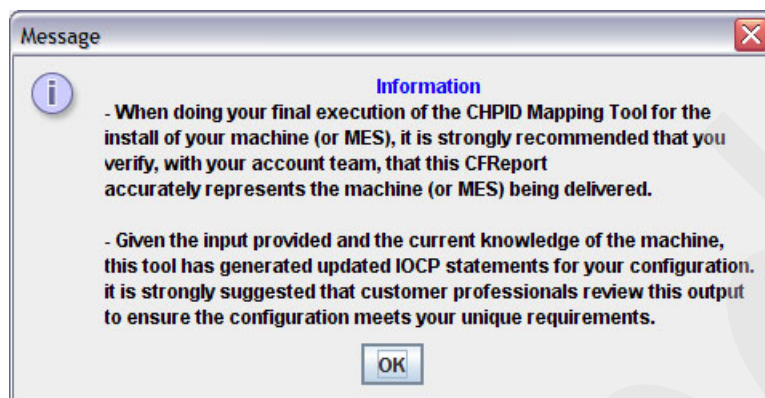 Message
Information
- When doing your final execution of the CHPID Mapping Tool for the
install of your machine (or MES), it is strongly recommended that you
verify, with your account team, that this CFReport
accurately represents the machine (or MES) being delivered.
- Given the input provided and the current knowledge of the machine,
this tool has generated updated IOCP statements for your configuration.
it is strongly suggested that customer professionals review this output
to ensure the configuration meets your unique requirements.
OK